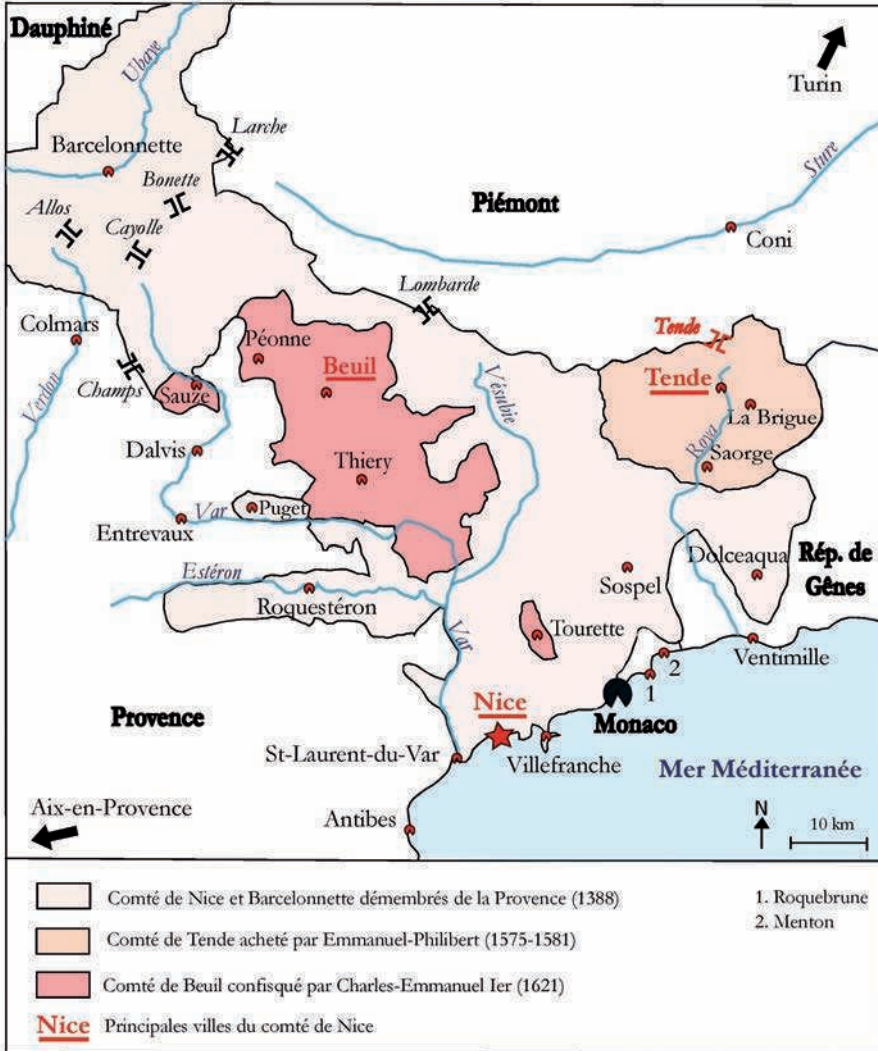 Dauphiné
Ubaye
Turin
Larche
Barcelonnette
Bonette
Sture
Allos
Piémont
Cayolle
Coni
Lombarde
Colmars
Tende
Péonne
Beuil
Vésubie
Champs
Sauze
Tende
La Brigue
Verdon
Roya
Dalvis
Thiery
Saorge
Var
Puget
Entrevaux
Dolceaqua
Rép. de
Gênes
Estéron
Sospel
Roquestéron
Var
Tourette
2
Ventimille
1
Nice
Monaco
Provence
St-Laurent-du-Var
Villefranche
Mer Méditerranée
Aix-en-Provence
Antibes
N
10 km
Comté de Nice et Barcelonnette démembrés de la Provence (1388)
1. Roquebrune
2. Menton
Comté de Tende acheté par Emmanuel-Philibert (1575-1581)
Comté de Beuil confisqué par Charles-Emmanuel Ier (1621)
Nice Principales villes du comté de Nice